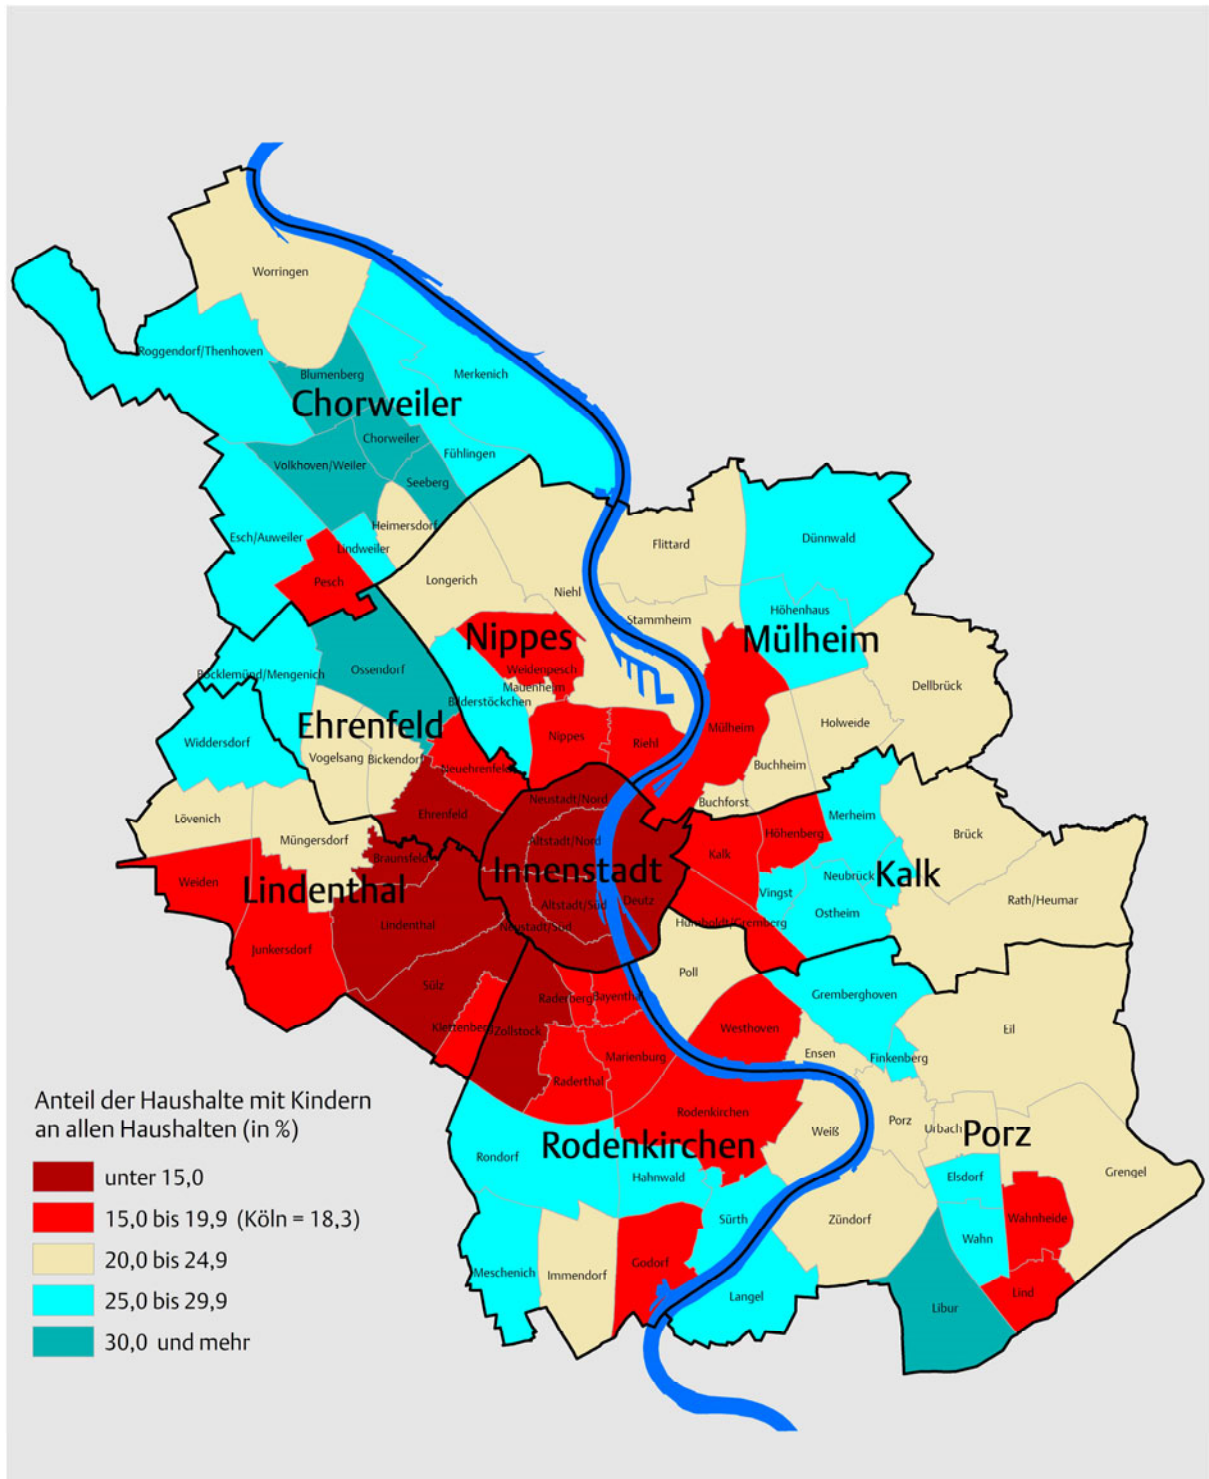 Worringen
Roggendorf/Thenhoven
Blumenberg
Merkenich
Chorweiler
Chorweiler
Fühlingen
Volkhoven/Weiler
Seeberg
Heimersdorf
Esch/Auweiler
Lindweiler
Pesch
Longerich
Niehl
Flittard
Dünnwald
Stammheim
Höhenhaus
Nippes
Mülheim
Weidenpesch
Mauenheim
Ossendorf
Bocklemünd/Mengenich
Bilderstöckchen
Dellbrück
Ehrenfeld
Widdersdorf
Vogelsang
Bickendorf
Neuehrenfeld
Nippes
Riehl
Mülheim
Holweide
Buchheim
Buchforst
Neustadt/Nord
Ehrenfeld
Lövenich
Müngersdorf
Altstadt/Nord
Höhenberg
Merheim
Brück
Braunsfeld
Kalk
Innenstadt
Kalk
Weiden
Lindenthal
Vingst
Neubrück
Rath/Heumar
Altstadt/Süd
Deutz
Ostheim
Lindenthal
Neustadt/Süd
Humboldt/Gremberg
Junkersdorf
Poll
Sülz
Raderberg
Bayenthal
Gremberghoven
Klettenberg
Zollstock
Westhoven
Eil
Marienburg
Ensen
Finkenberg
Raderthal
Rodenkirchen
Weiß
Porz
Urbach
Porz
Rodenkirchen
Rondorf
Hahnwald
Elsdorf
Grengel
Sürth
Zündorf
Wahnheide
Wahn
Meschenich
Immendorf
Godorf
Langel
Libur
Lind
Anteil der Haushalte mit Kindern
an allen Haushalten (in %)
unter 15,0
15,0 bis 19,9 (Köln = 18,3)
20,0 bis 24,9
25,0 bis 29,9
30,0 und mehr